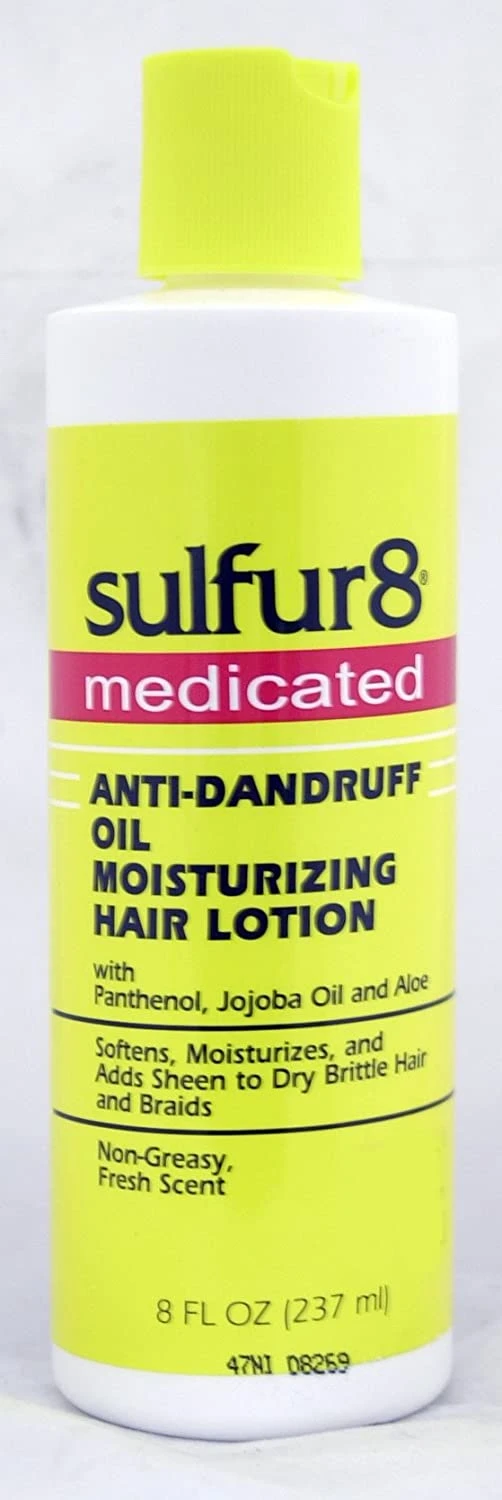 sulfur8®
medicated
ANTI-DANDRUFF
OIL
MOISTURIZING
HAIR LOTION
with
Panthenol, Jojoba Oil and Aloe
Softens, Moisturizes, and
Adds Sheen to Dry Brittle Hair
and Braids
Non-Greasy,
Fresh Scent
8 FL OZ (237 ml)
47NI D8269